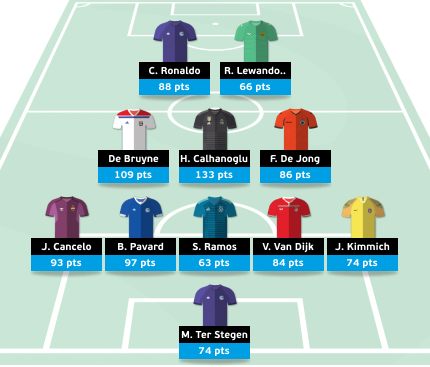 C. Ronaldo
88 pts
R. Lewando..
66 pts
De Bruyne
109 pts
H. Calhanoglu
133 pts
F. De Jong
86 pts
J. Cancelo
93 pts
B. Pavard
97 pts
S. Ramos
63 pts
V. Van Dijk
84 pts
J. Kimmich
74 pts
M. Ter Stegen
74 pts